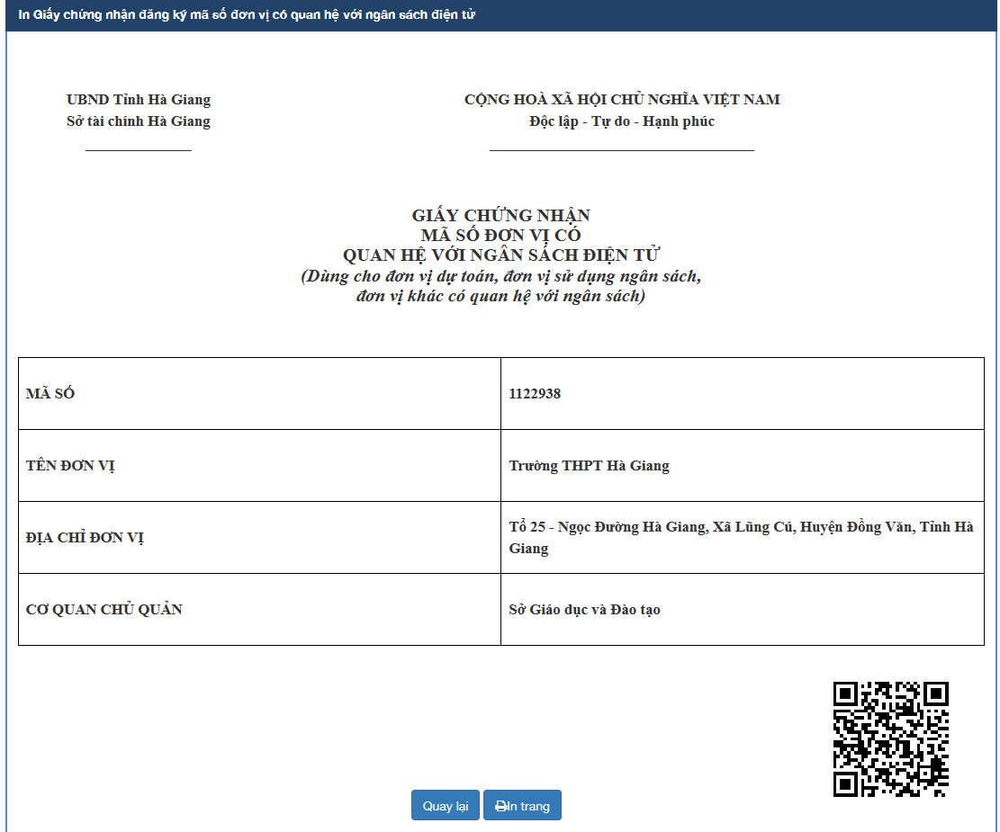 In Giấy chứng nhận đăng ký mã số đơn vị có quan hệ với ngân sách điện tử
UBND Tỉnh Hà Giang
Sở tài chính Hà Giang
CỘNG HOÀ XÃ HỘI CHỦ NGHĨA VIỆT NAM
Độc lập - Tự do - Hạnh phúc
GIẤY CHỨNG NHẬN
MÃ SỐ ĐƠN VỊ CÓ
QUAN HỆ VỚI NGÂN SÁCH ĐIỆN TỬ
(Dùng cho đơn vị dự toán, đơn vị sử dụng ngân sách,
đơn vị khác có quan hệ với ngân sách)
MÃ SỐ
1122938
TÊN ĐƠN VỊ
Trường THPT Hà Giang
ĐỊA CHỈ ĐƠN VỊ
Tổ 25 - Ngọc Đường Hà Giang, Xã Lũng Cú, Huyện Đồng Văn, Tỉnh Hà
Giang
CƠ QUAN CHỦ QUẢN
Sở Giáo dục và Đào tạo
Quay lại
In trang